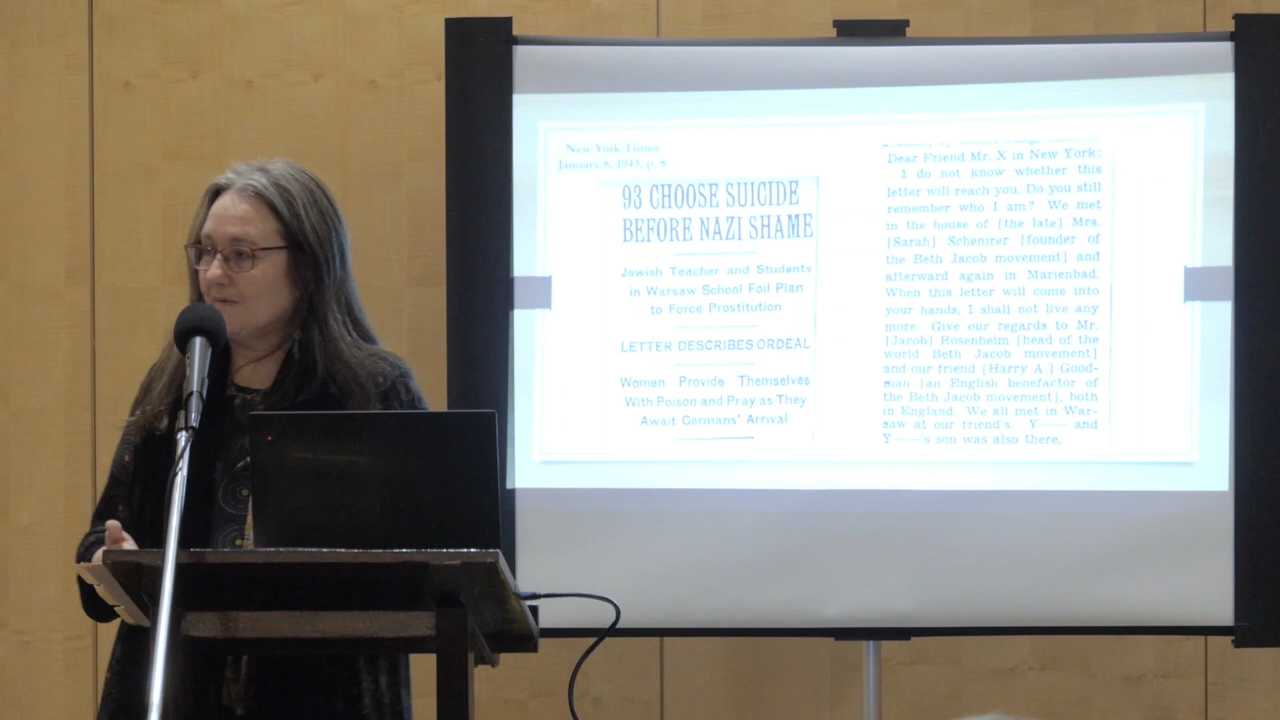 New York Times
January 8, 1943, p. 8
93 CHOOSE SUICIDE
BEFORE NAZI SHAME
Jewish Teacher and Students
in Warsaw School Foil Plan
to Force Prostitution
LETTER DESCRIBES ORDEAL
Women Provide Themselves
With Poison and Pray as They
Await Germans' Arrival
Dear Friend Mr. X in New York:
I do not know whether this
letter will reach you. Do you still
remember who I am? We met
in the house of [the late] Mrs.
[Sarah] Schenirer [founder of
the Beth Jacob movement] and
afterward again in Marienbad.
When this letter will come into
your hands, I shall not live any
more. Give our regards to Mr.
[Jacob] Rosenheim [head of the
world Beth Jacob movement]
and our friend [Harry A.] Good-
man [an English benefactor of
the Beth Jacob movement], both
in England. We all met in War-
saw at our friend's. Y—— and
Y——'s son was also there.